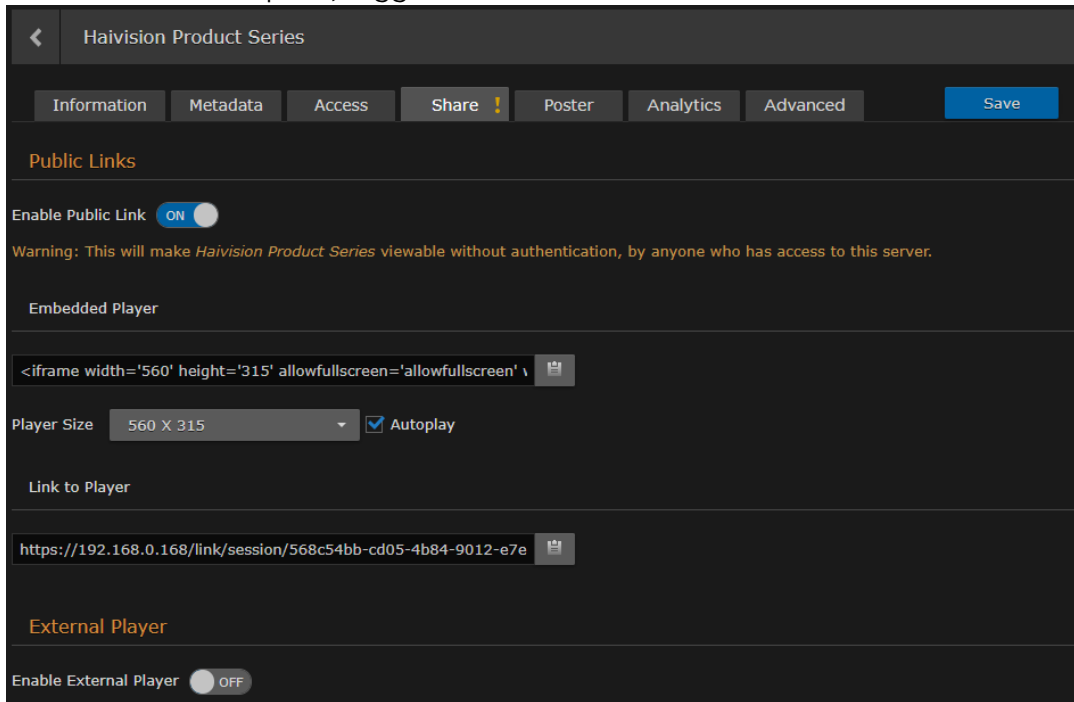 Haivision Product Series
Information Metadata Access Share ! Poster Analytics Advanced Save
Public Links
Enable Public Link ON
Warning: This will make Haivision Product Series viewable without authentication, by anyone who has access to this server.
Embedded Player
<iframe width='560' height='315' allowfullscreen='allowfullscreen'
Player Size 560 X 315 Autoplay
Link to Player
https://192.168.0.168/link/session/568c54bb-cd05-4b84-9012-e7e
External Player
Enable External Player OFF